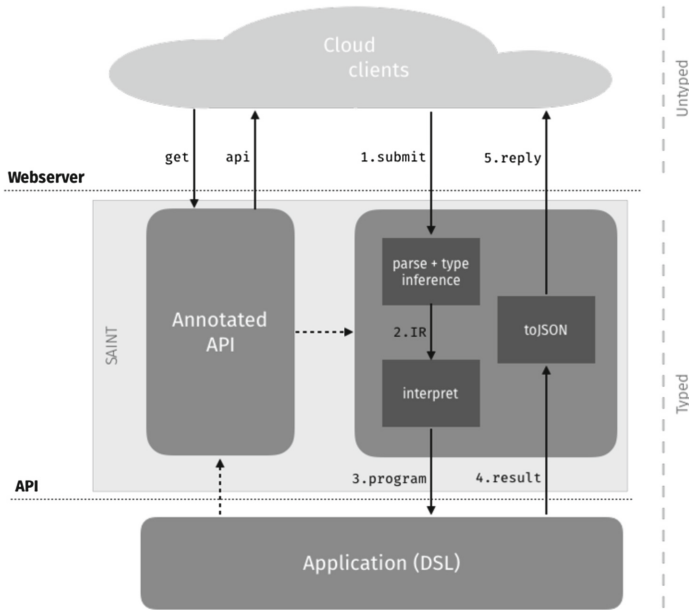 Cloud
clients
Untyped
get
api
1.submit
5.reply
Webserver
parse + type
inference
Annotated
API
SAINT
2.IR
toJSON
interpret
Typed
3.program
4.result
API
Application (DSL)